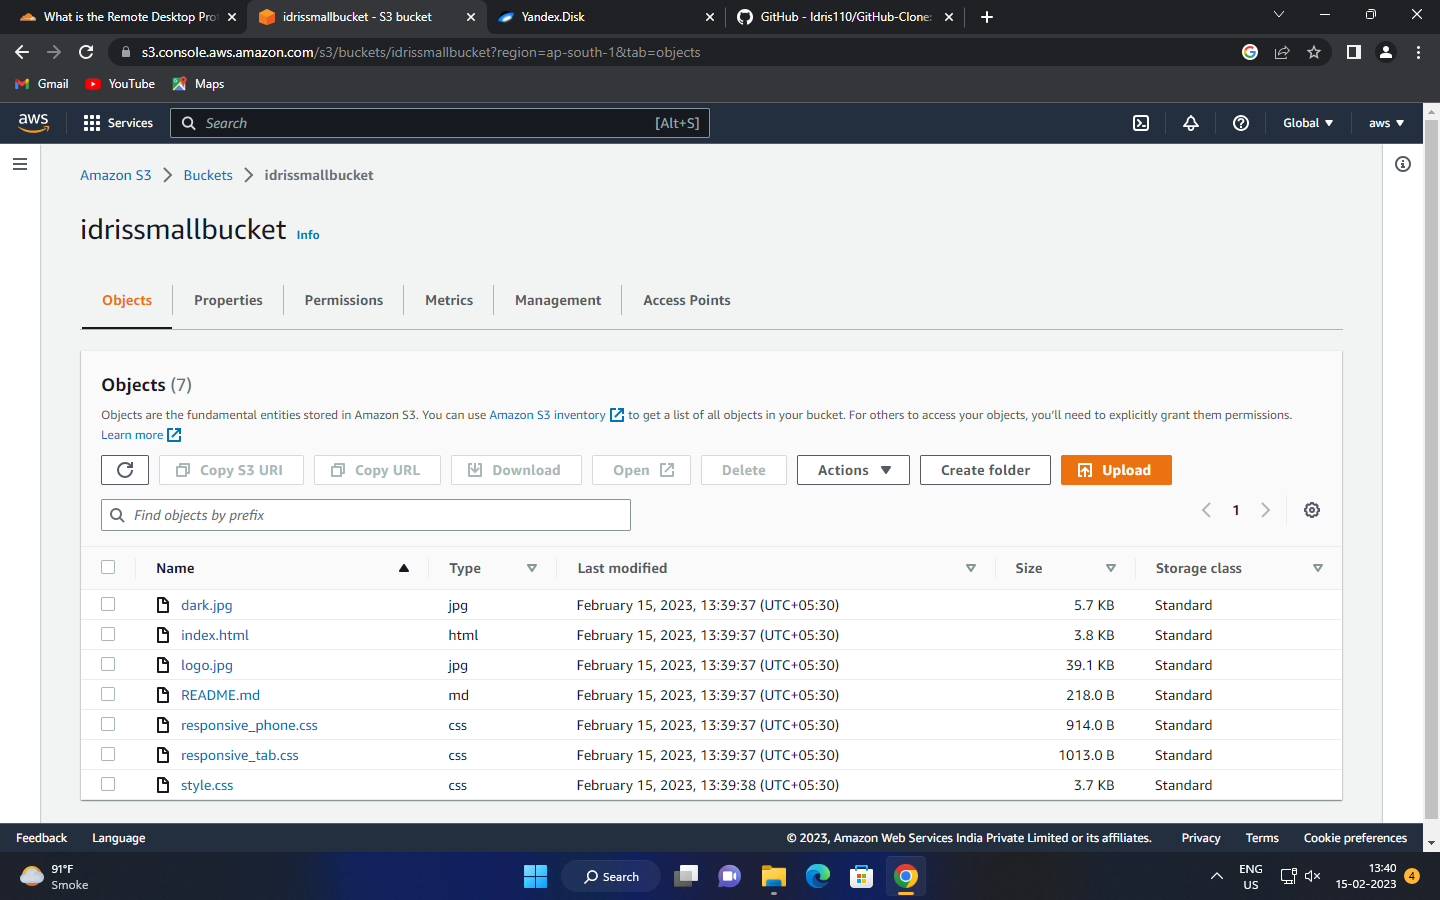 What is the Remote Desktop Pro
idrissmallbucket - S3 bucket
Yandex.Disk
GitHub - Idris110/GitHub-Clone:
s3.console.aws.amazon.com/s3/buckets/idrissmallbucket?region=ap-south-1&tab=objects
Gmail YouTube Maps
aws Services Search [Alt+S] Global aws
Amazon S3 Buckets idrissmallbucket
idrissmallbucket Info
Objects Properties Permissions Metrics Management Access Points
Objects (7)
Objects are the fundamental entities stored in Amazon S3. You can use Amazon S3 inventory to get a list of all objects in your bucket. For others to access your objects, you'll need to explicitly grant them permissions.
Learn more
Copy S3 URI Copy URL Download Open Delete Actions Create folder Upload
Find objects by prefix 1
Name Type Last modified Size Storage class
dark.jpg jpg February 15, 2023, 13:39:37 (UTC+05:30) 5.7 KB Standard
index.html html February 15, 2023, 13:39:37 (UTC+05:30) 3.8 KB Standard
logo.jpg jpg February 15, 2023, 13:39:37 (UTC+05:30) 39.1 KB Standard
README.md md February 15, 2023, 13:39:37 (UTC+05:30) 218.0 B Standard
responsive_phone.css css February 15, 2023, 13:39:37 (UTC+05:30) 914.0 B Standard
responsive_tab.css css February 15, 2023, 13:39:37 (UTC+05:30) 1013.0 B Standard
style.css css February 15, 2023, 13:39:38 (UTC+05:30) 3.7 KB Standard
Feedback Language © 2023, Amazon Web Services India Private Limited or its affiliates. Privacy Terms Cookie preferences
91°F
Smoke
Search
ENG
US
13:40
15-02-2023
4